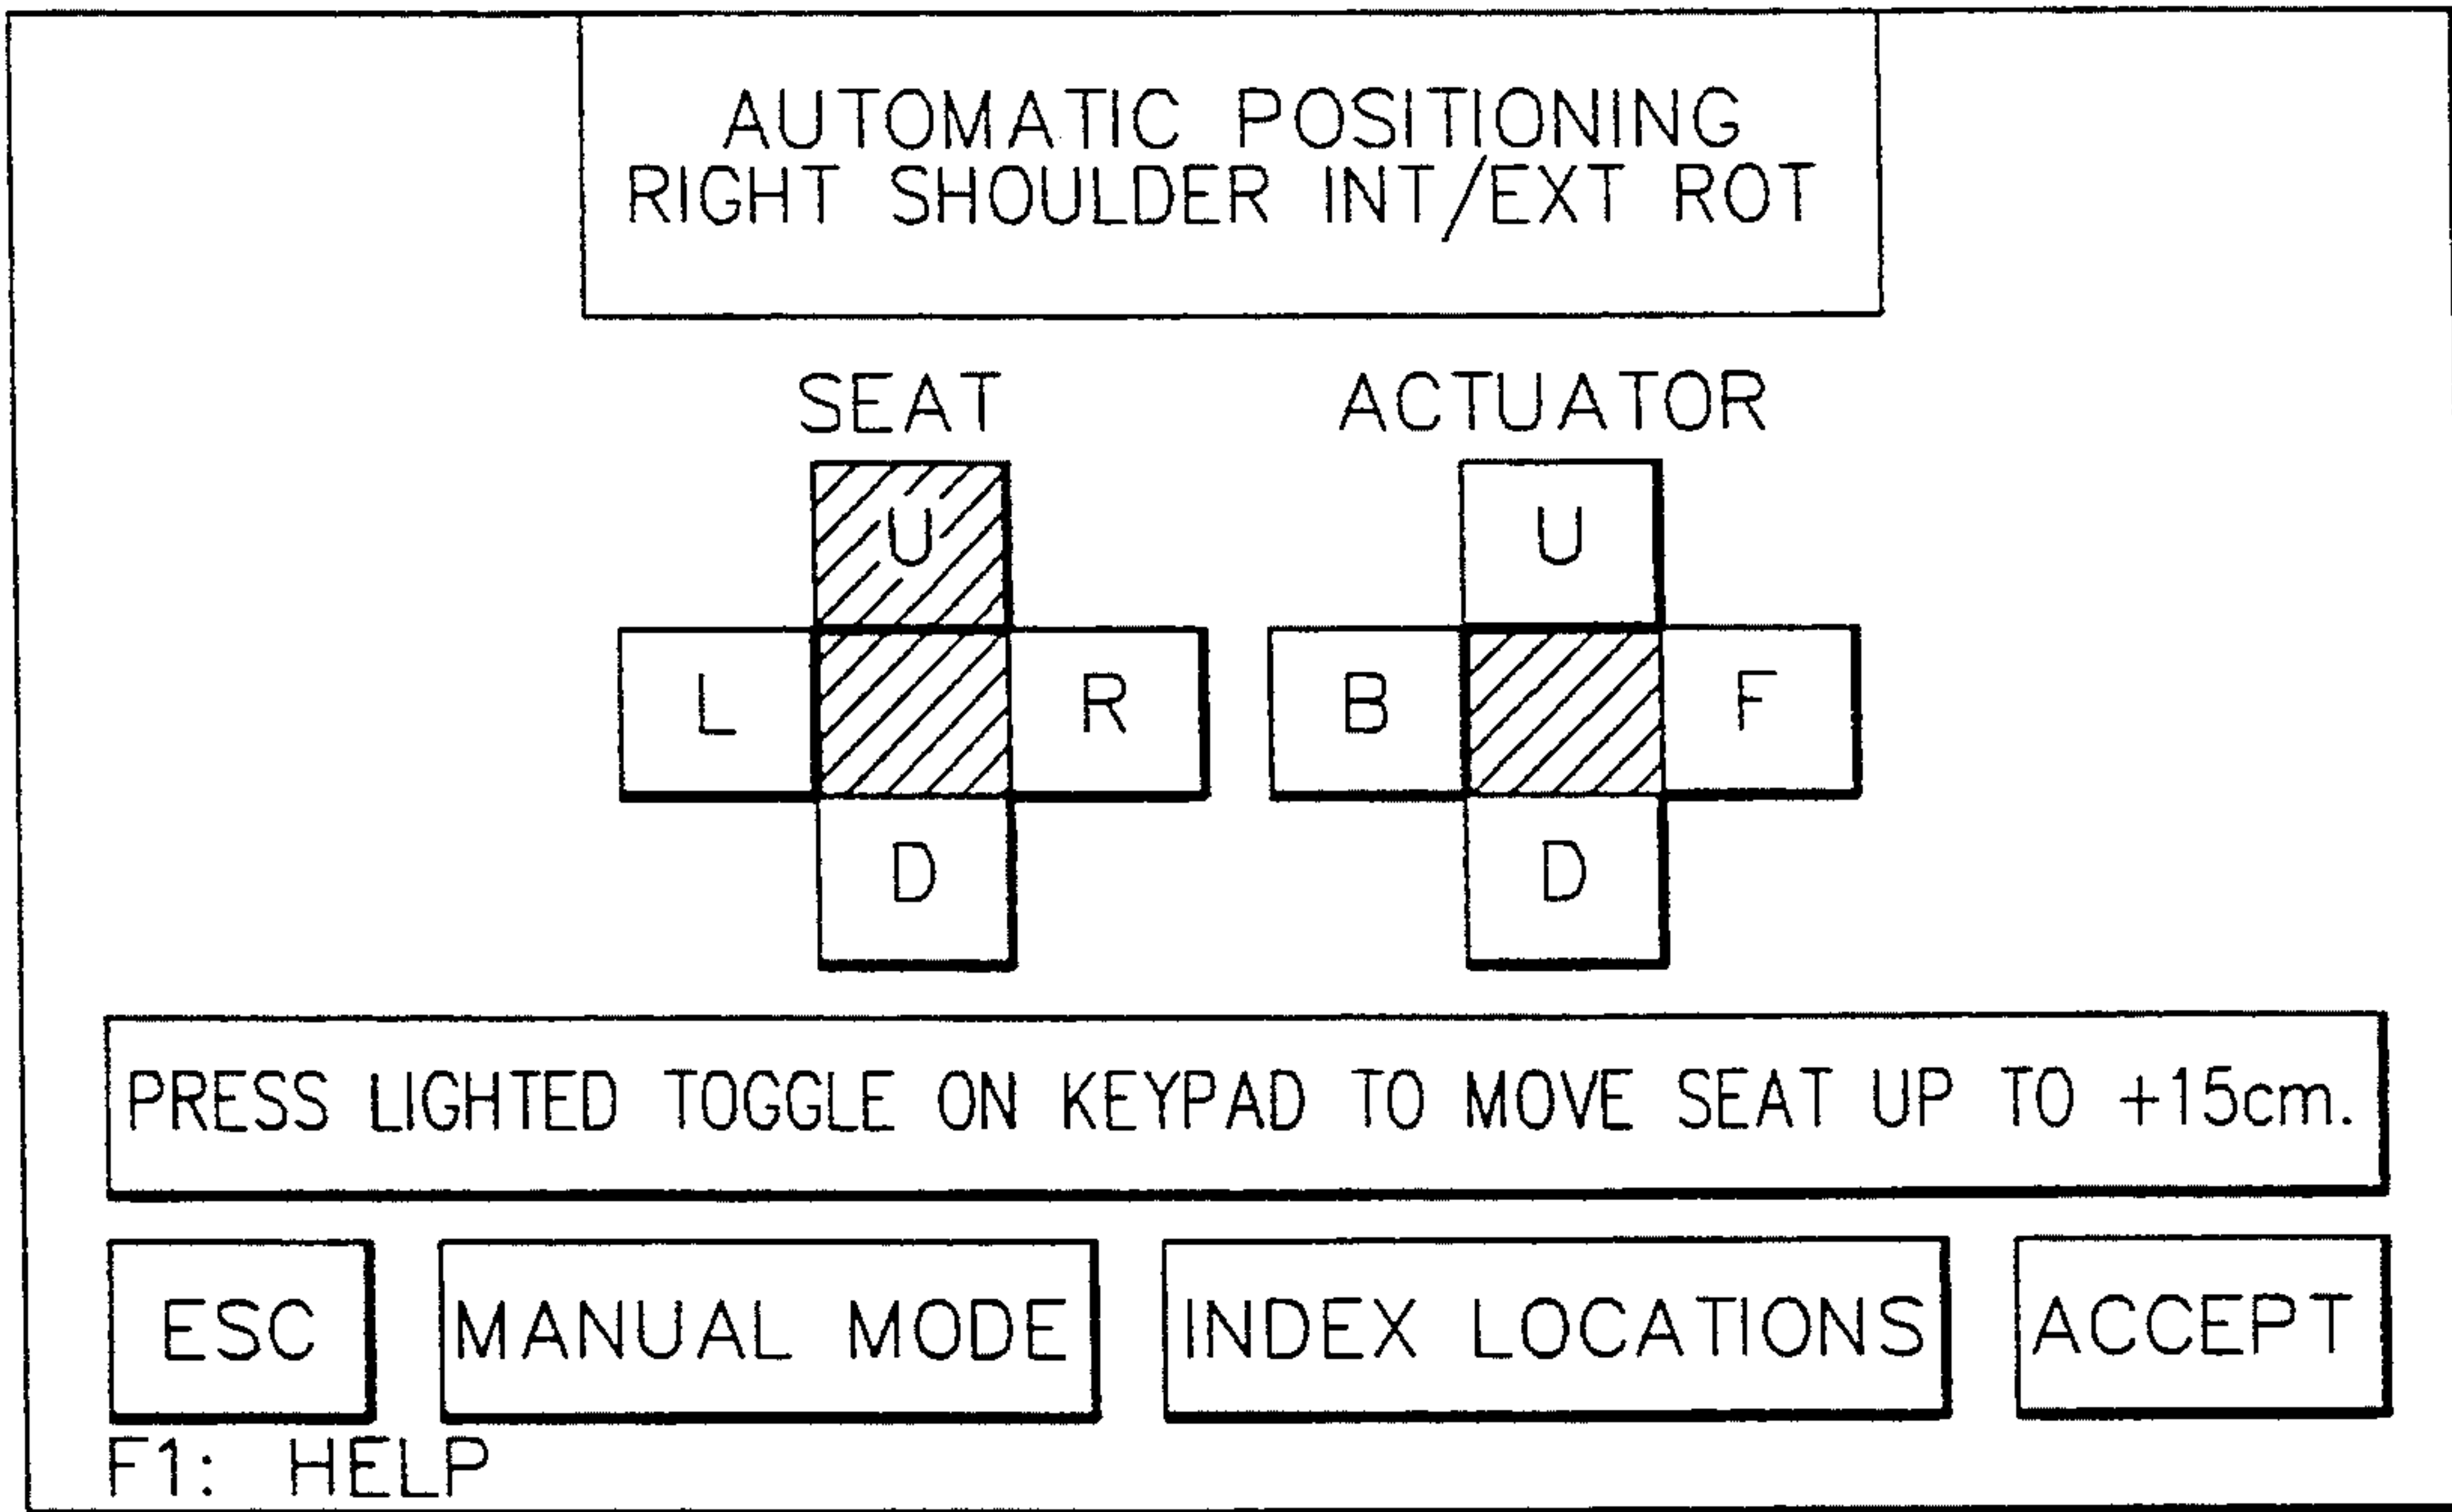 AUTOMATIC POSITIONING
RIGHT SHOULDER INT/EXT ROT
SEAT
ACTUATOR
U
U
L
R
B
F
D
D
PRESS LIGHTED TOGGLE ON KEYPAD TO MOVE SEAT UP TO +15cm.
ESC
MANUAL MODE
INDEX LOCATIONS
ACCEPT
F1: HELP